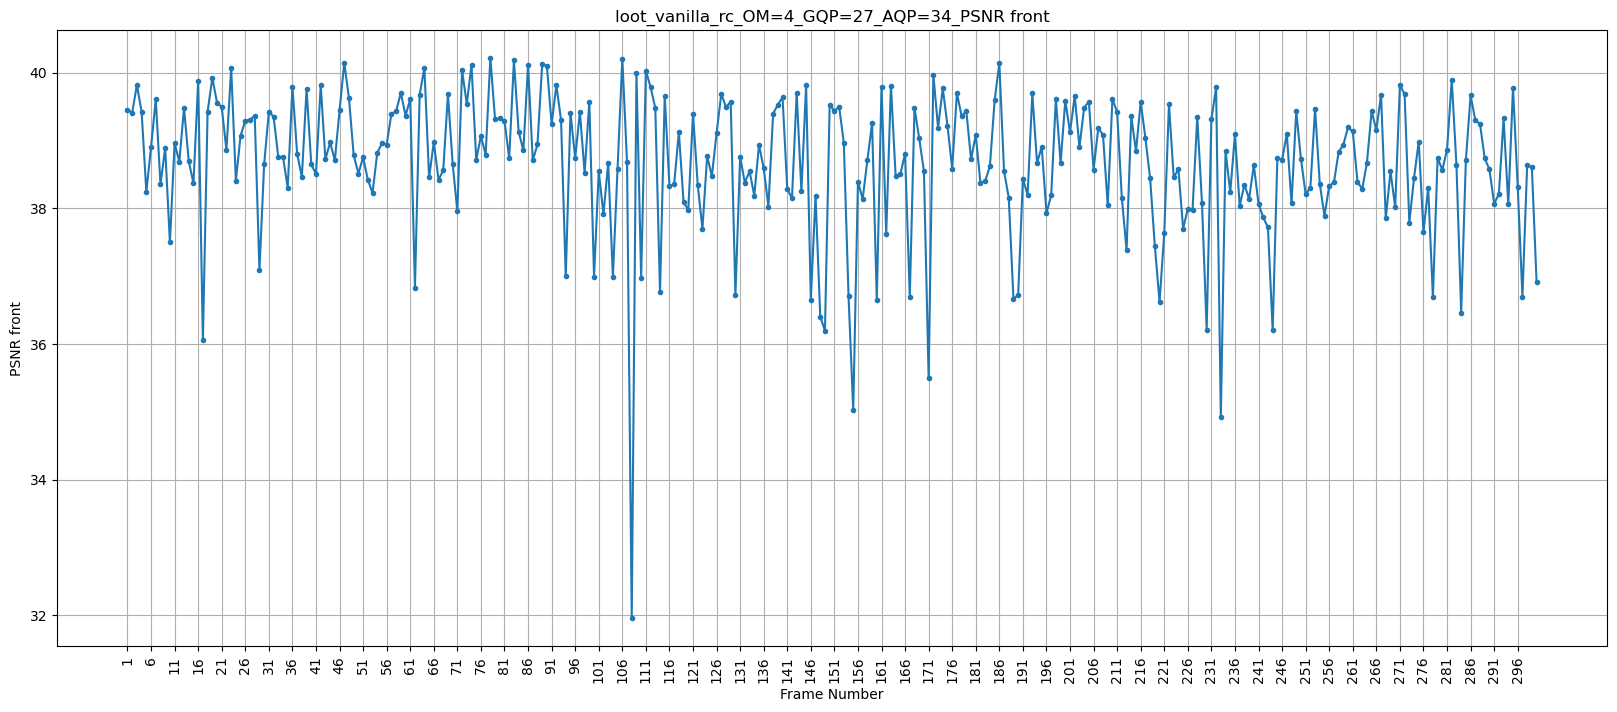 loot_vanilla_rc_OM=4_GQP=27_AQP=34_PSNR front
PSNR front
40
38
36
34
32
1 6 11 16 21 26 31 36 41 46 51 56 61 66 71 76 81 86 91 96 101 106 111 116 121 126 131 136 141 146 151 156 161 166 171 176 181 186 191 196 201 206 211 216 221 226 231 236 241 246 251 256 261 266 271 276 281 286 291 296
Frame Number